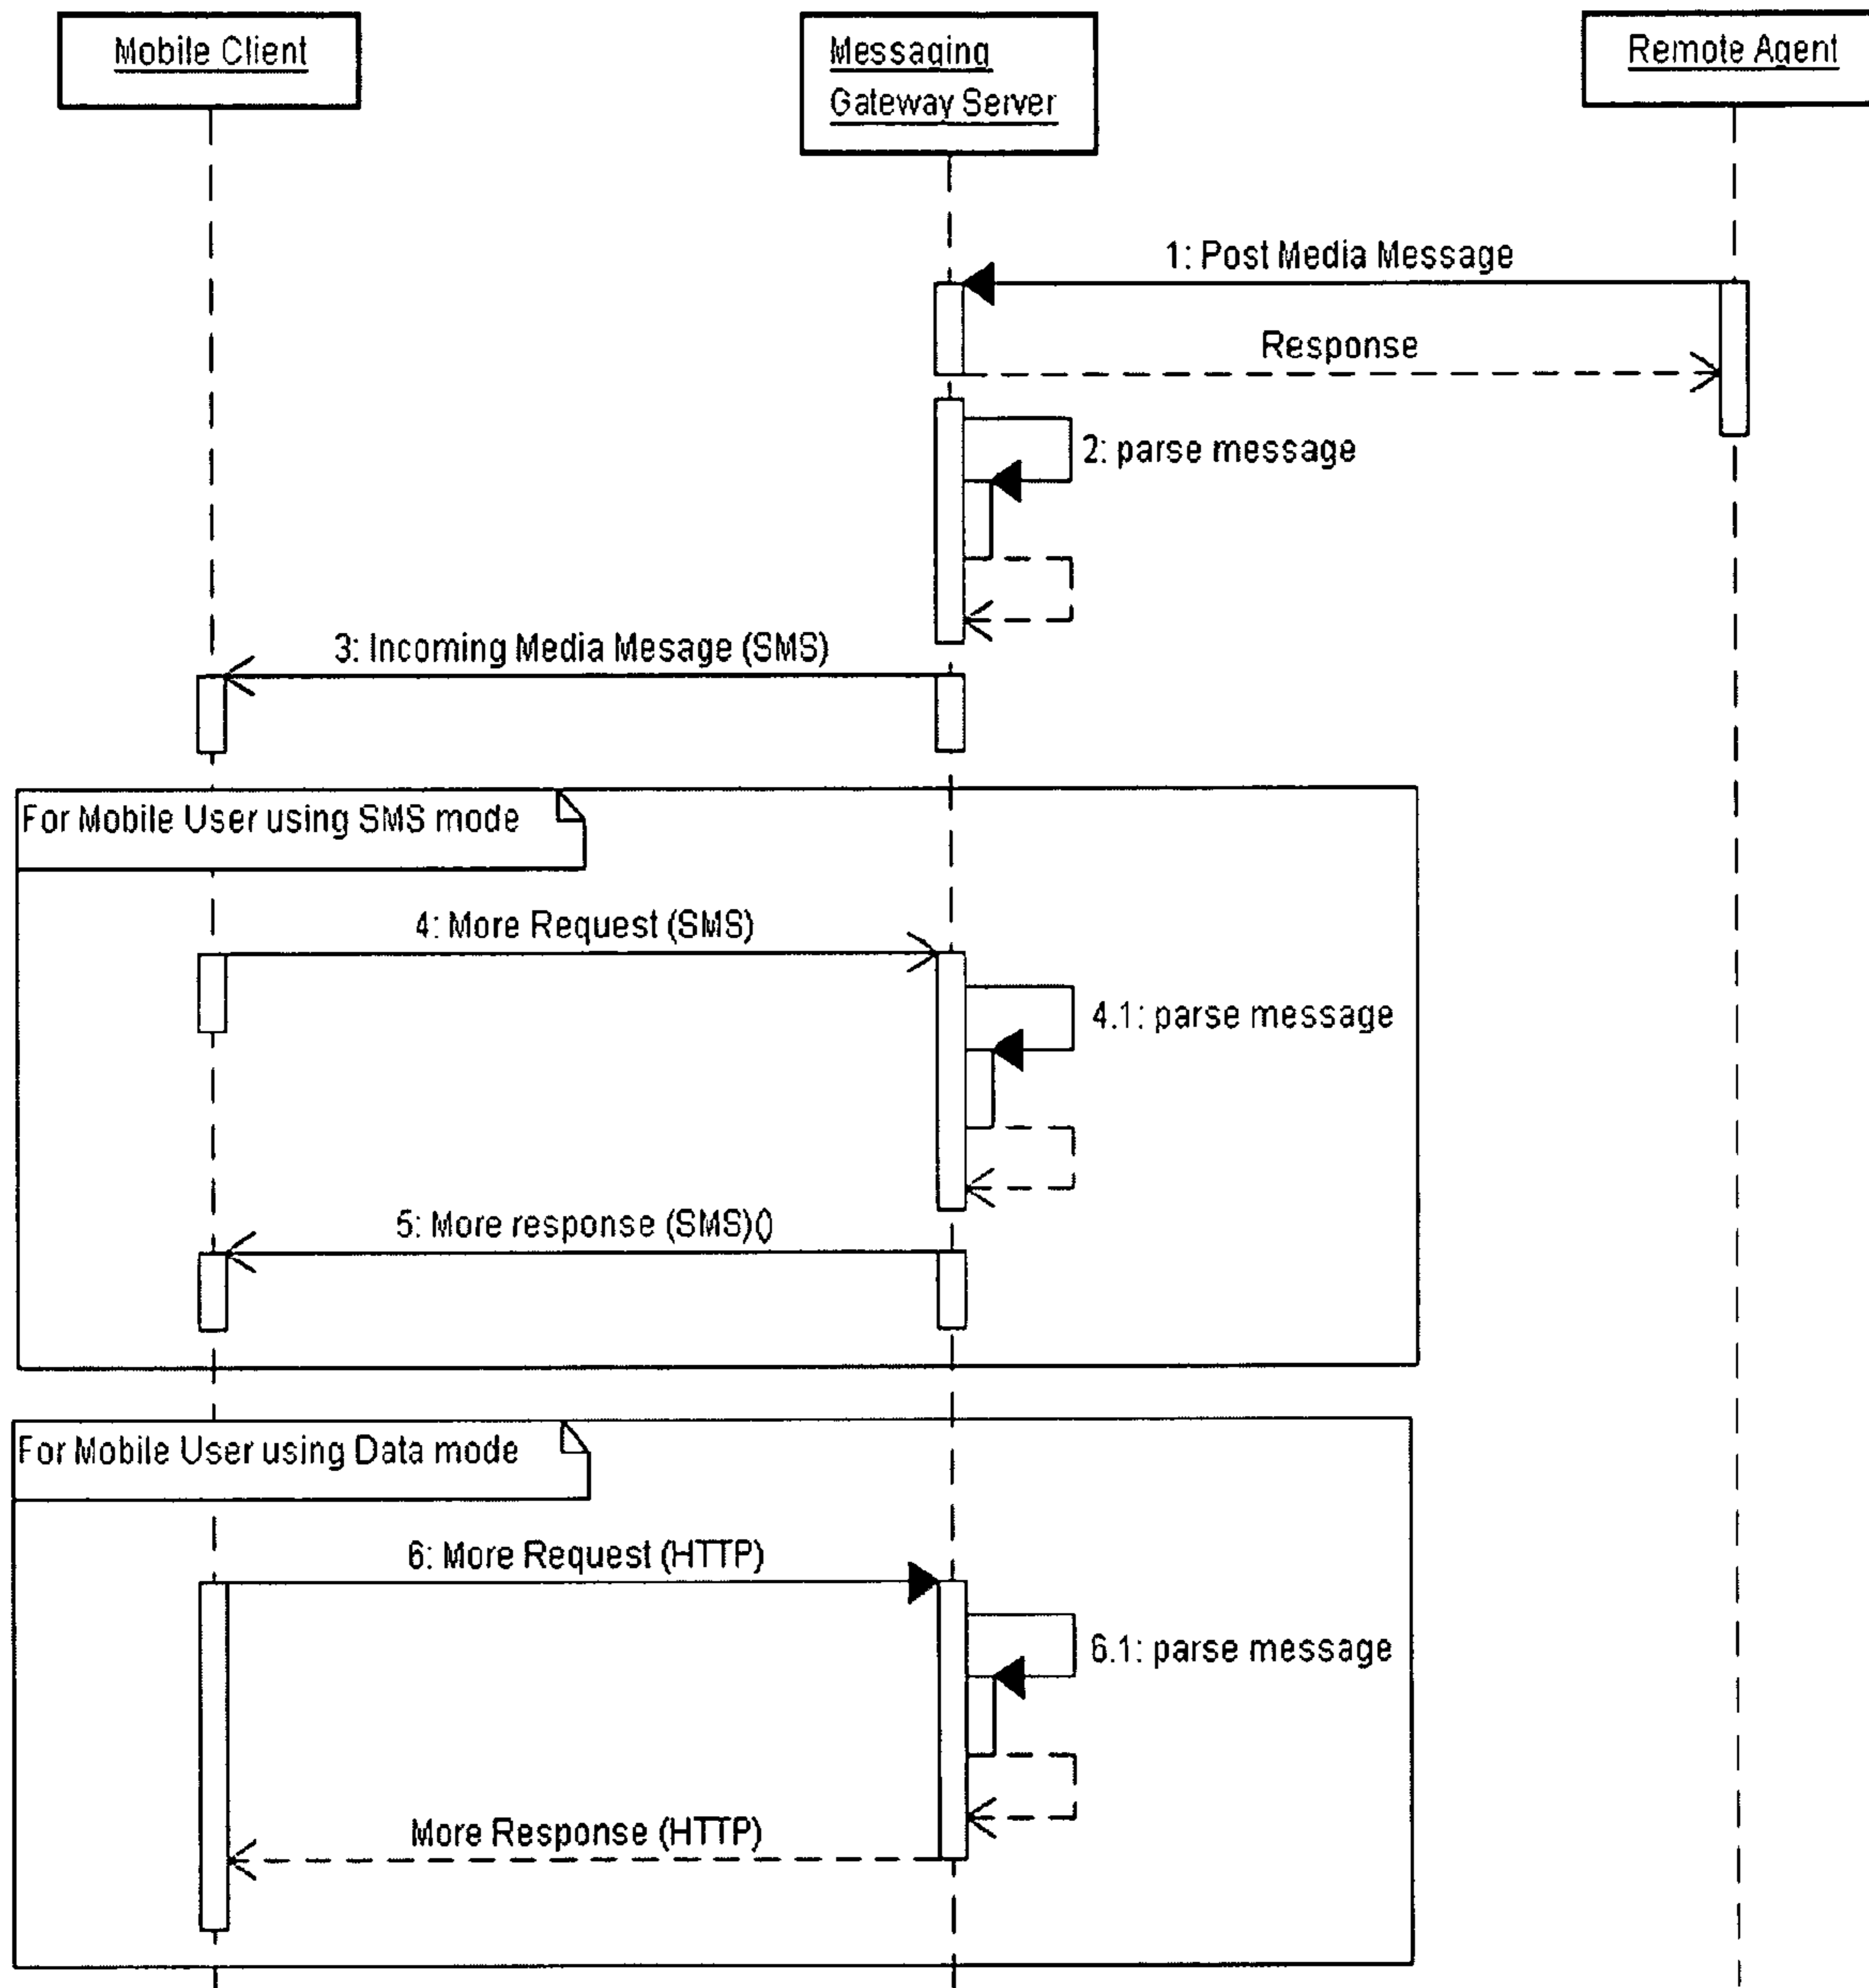 Mobile Client
Messaging
Gateway Server
Remote Agent
1: Post Media Message
Response
2: parse message
3: Incoming Media Mesage (SMS)
For Mobile User using SMS mode
4: More Request (SMS)
4.1: parse message
5: More response (SMS)()
For Mobile User using Data mode
6: More Request (HTTP)
6.1: parse message
More Response (HTTP)